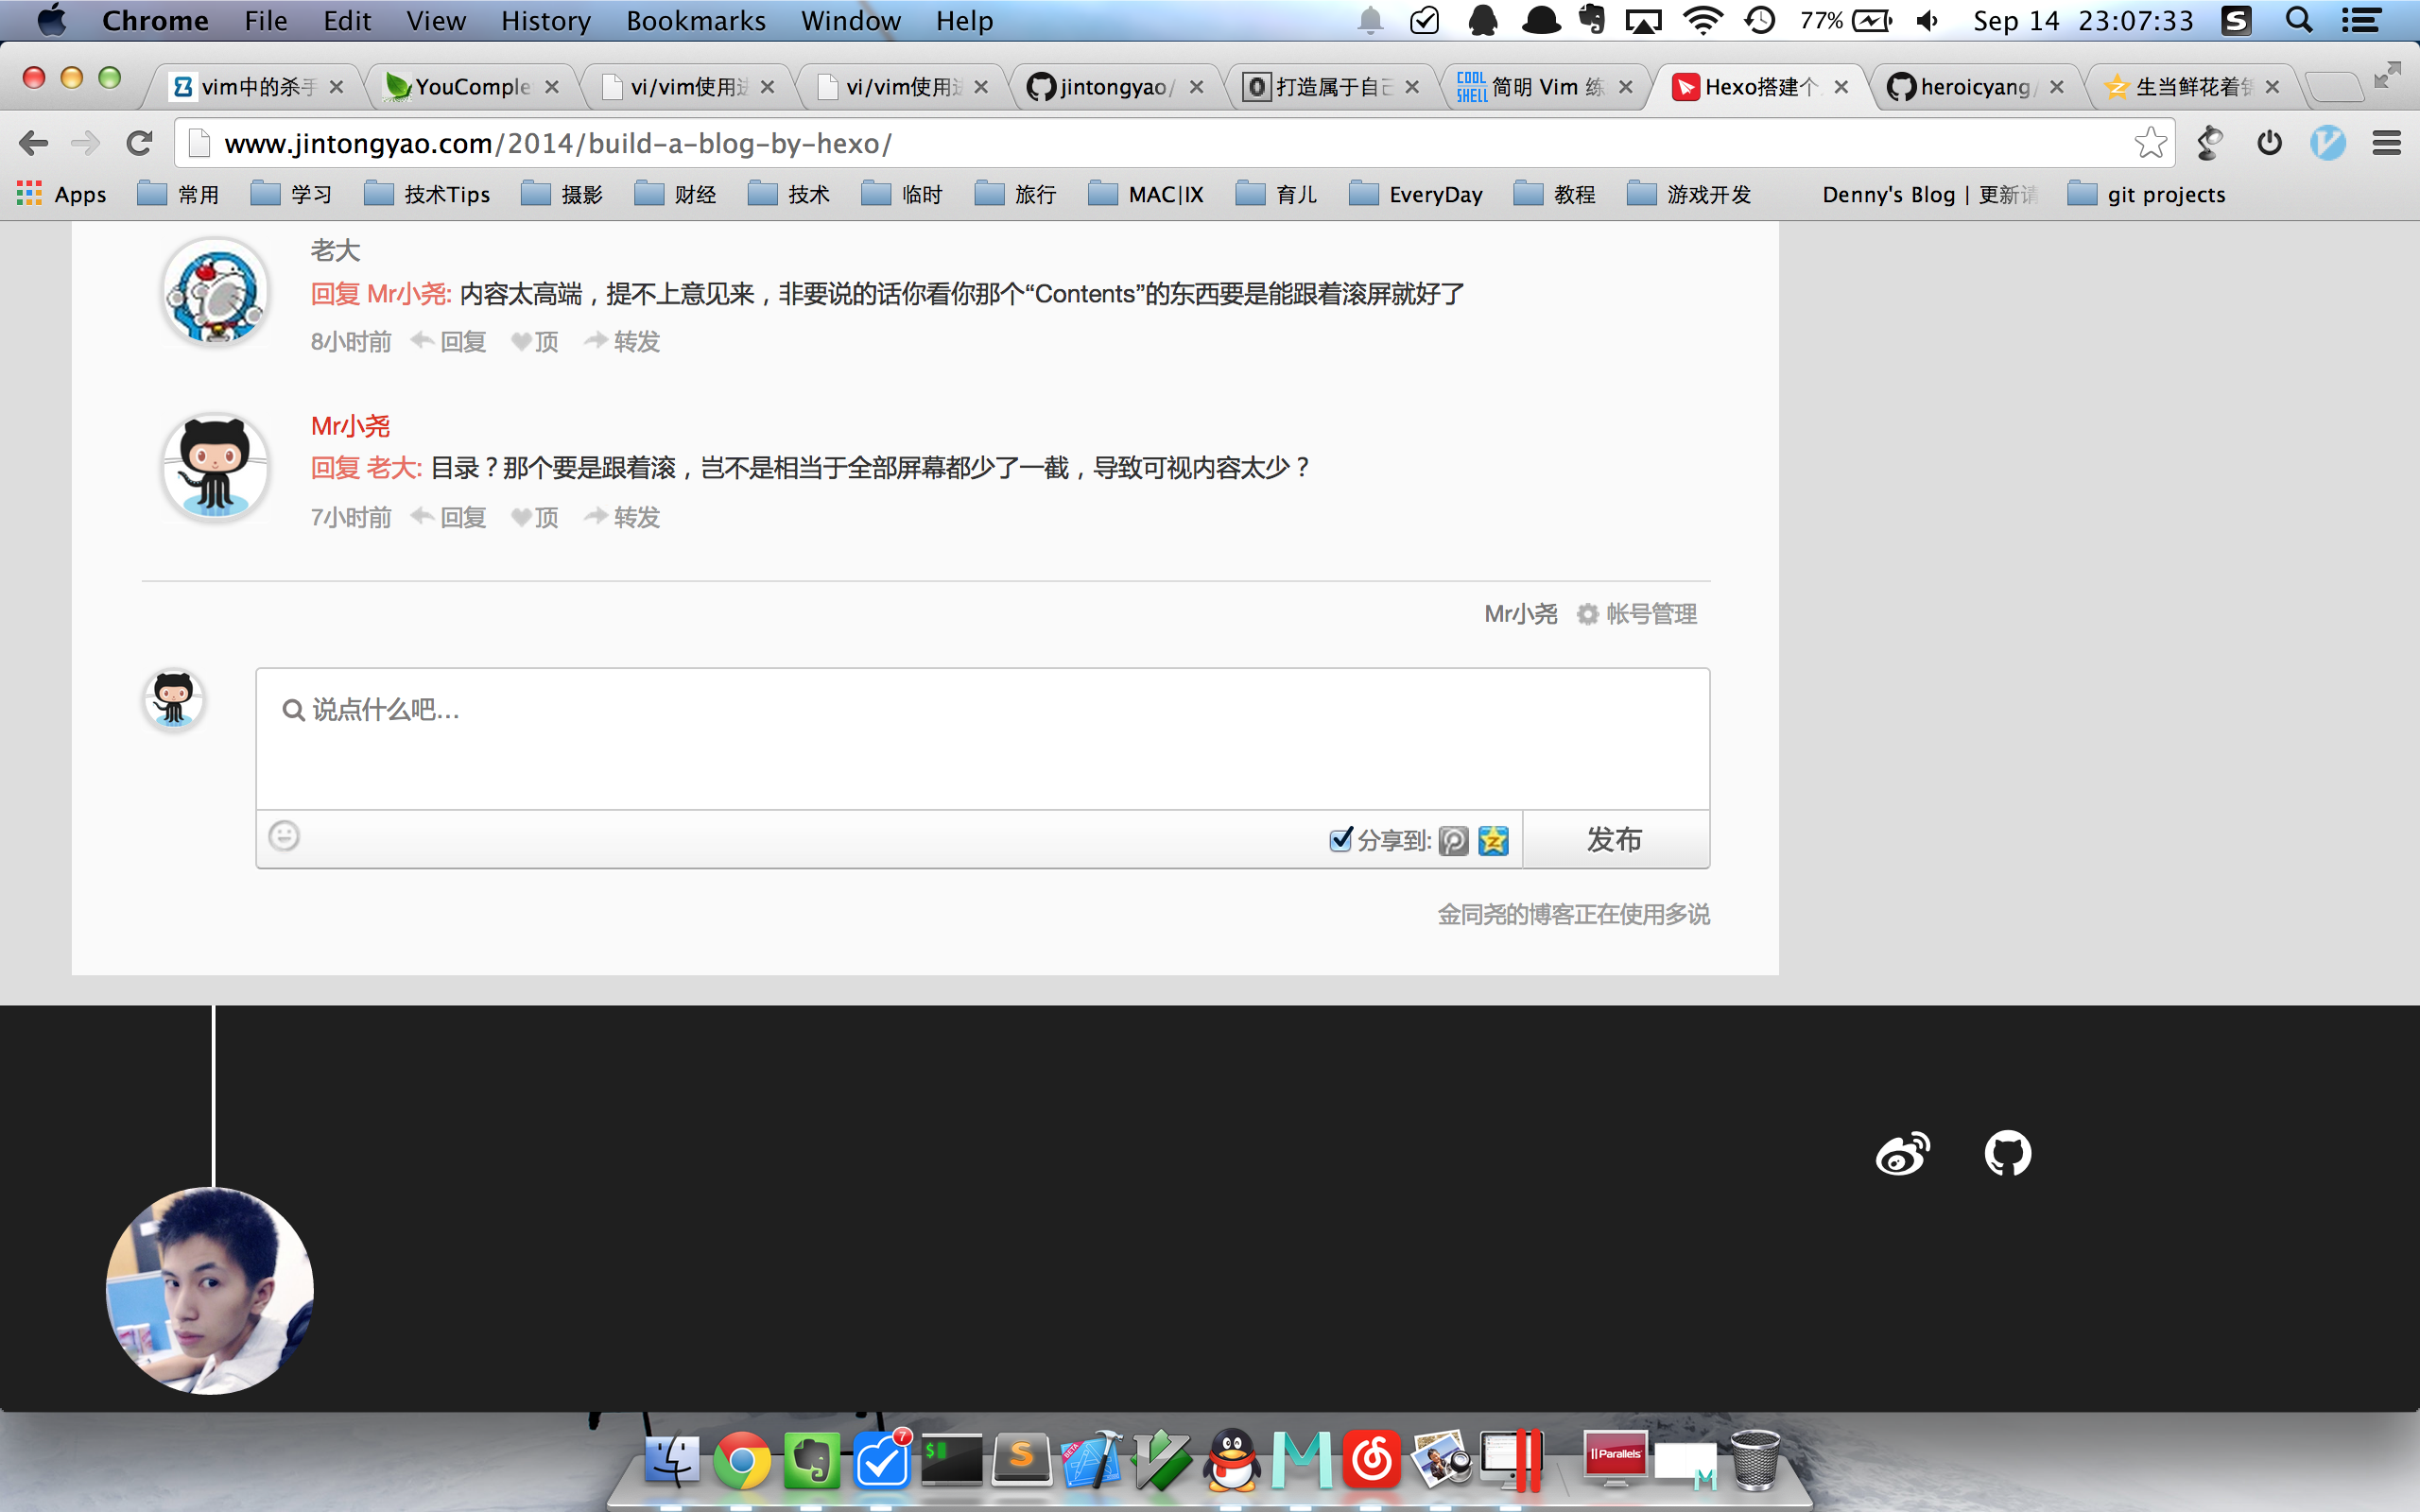 Chrome File Edit View History Bookmarks Window Help 77% Sep 14 23:07:33 S
vim中的杀手 YouComple vi/vim使用进 vi/vim使用进 jintongyao/ 打造属于自己 COOL SHELL 简明 Vim 练 Hexo搭建个 heroicyang/ 生当鲜花着
www.jintongyao.com/2014/build-a-blog-by-hexo/
Apps 常用 学习 技术Tips 摄影 财经 技术 临时 旅行 MAC|IX 育儿 EveryDay 教程 游戏开发 Denny's Blog | 更新请 git projects
老大
回复 Mr小尧: 内容太高端，提不上意见来，非要说的话你看你那个“Contents”的东西要是能跟着滚屏就好了
8小时前 回复 顶 转发
Mr小尧
回复 老大: 目录？那个要是跟着滚，岂不是相当于全部屏幕都少了一截，导致可视内容太少？
7小时前 回复 顶 转发
Mr小尧 帐号管理
说点什么吧...
分享到: 发布
金同尧的博客正在使用多说
7
BETA
Parallels